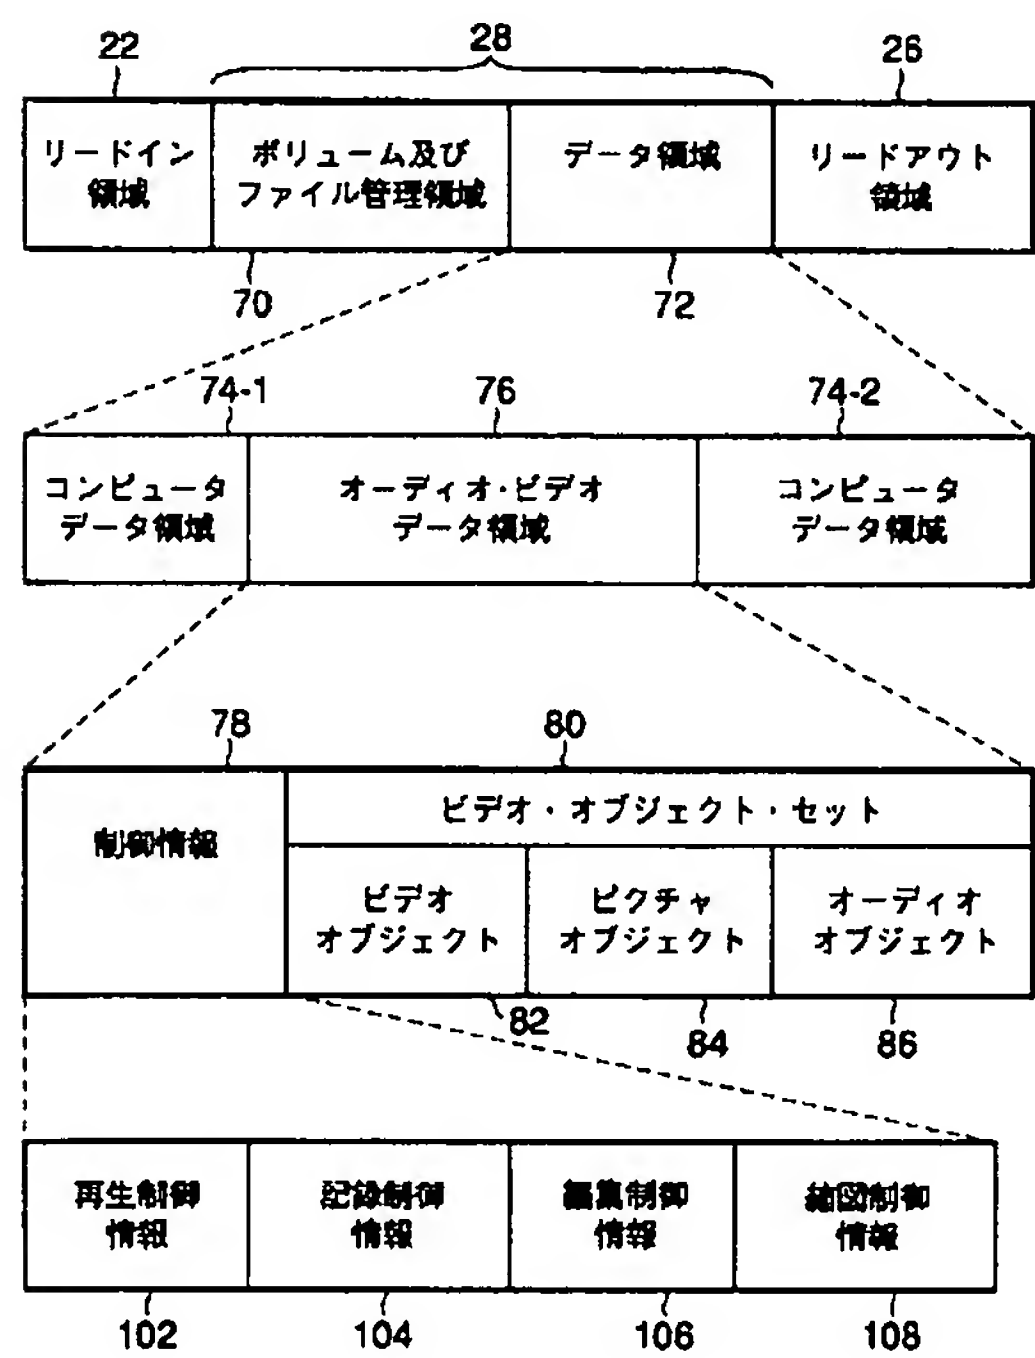 22
28
26
リードイン
領域
ボリューム及び
ファイル管理領域
データ領域
リードアウト
領域
70
72
74-1
76
74-2
コンピュータ
データ領域
オーディオ・ビデオ
データ領域
コンピュータ
データ領域
78
80
制御情報
ビデオ・オブジェクト・セット
ビデオ
オブジェクト
ピクチャ
オブジェクト
オーディオ
オブジェクト
82
84
86
再生制御
情報
記録制御
情報
編集制御
情報
縮図制御
情報
102
104
106
108